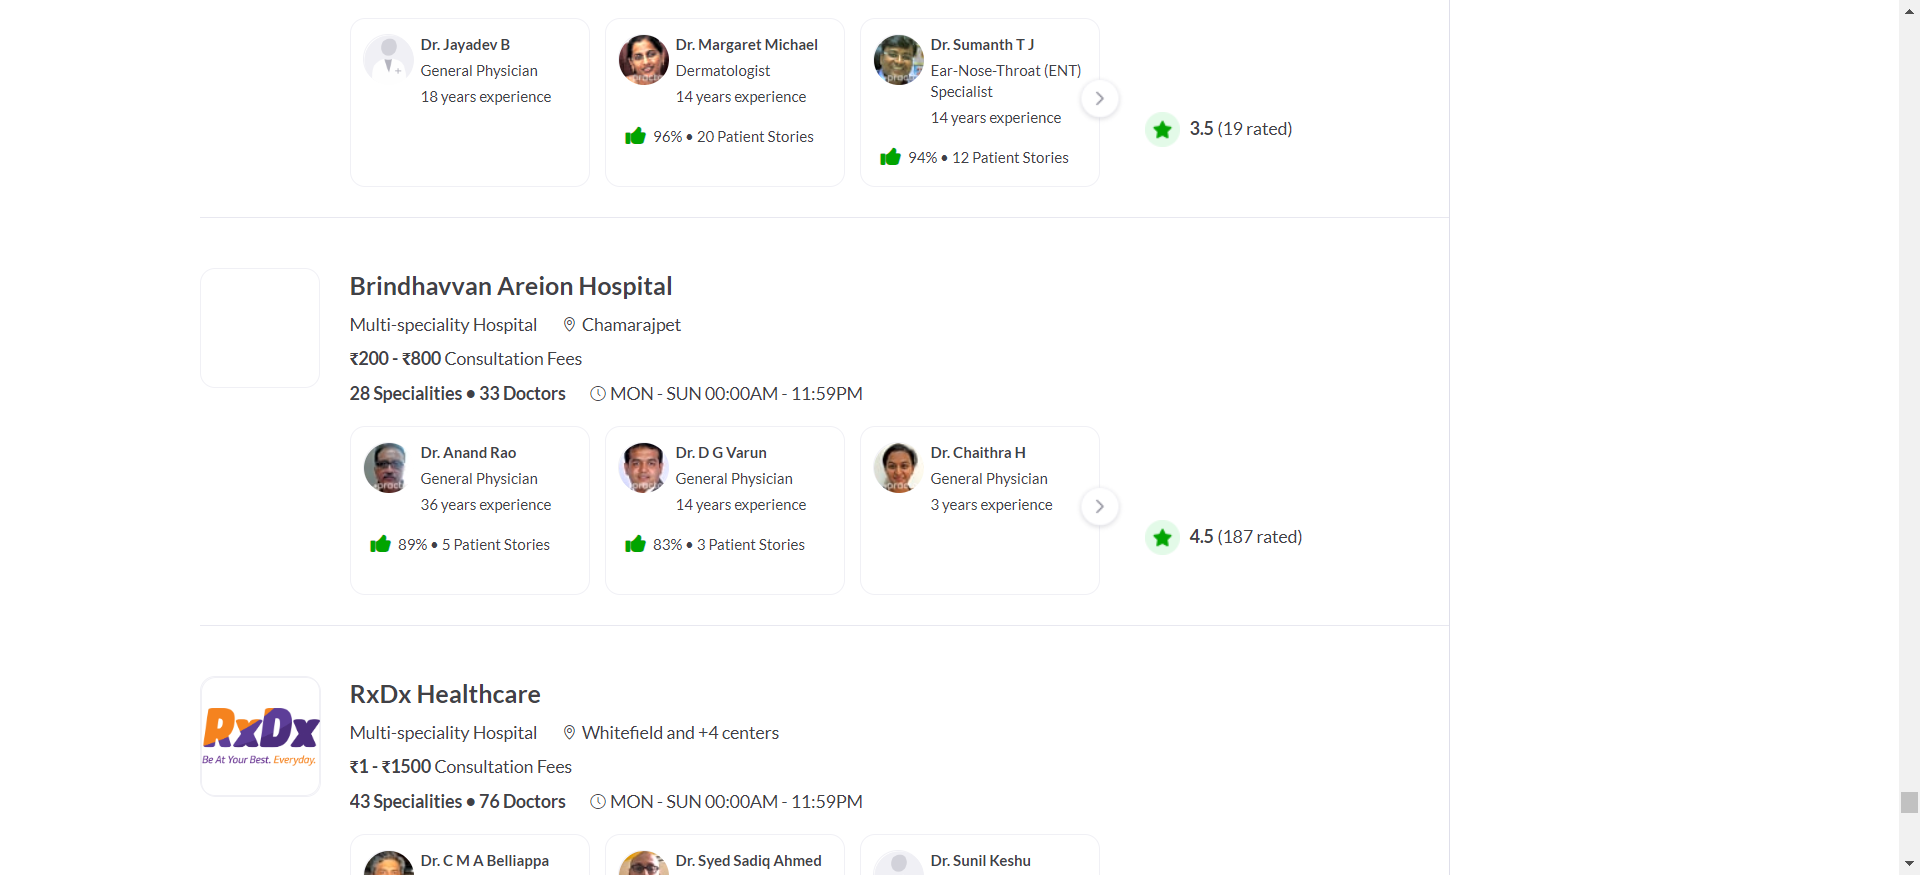 Dr. Jayadev B
General Physician
18 years experience
Dr. Margaret Michael
Dermatologist
14 years experience
96% • 20 Patient Stories
Dr. Sumanth T J
Ear-Nose-Throat (ENT)
Specialist
14 years experience
94% • 12 Patient Stories
3.5 (19 rated)
Brindhavvan Areion Hospital
Multi-speciality Hospital Chamarajpet
₹200 - ₹800 Consultation Fees
28 Specialities • 33 Doctors MON - SUN 00:00AM - 11:59PM
Dr. Anand Rao
General Physician
36 years experience
89% • 5 Patient Stories
Dr. D G Varun
General Physician
14 years experience
83% • 3 Patient Stories
Dr. Chaithra H
General Physician
3 years experience
4.5 (187 rated)
RxDx
Be At Your Best. Everyday.
RxDx Healthcare
Multi-speciality Hospital Whitefield and +4 centers
₹1 - ₹1500 Consultation Fees
43 Specialities • 76 Doctors MON - SUN 00:00AM - 11:59PM
Dr. C M A Belliappa
Dr. Syed Sadiq Ahmed
Dr. Sunil Keshu